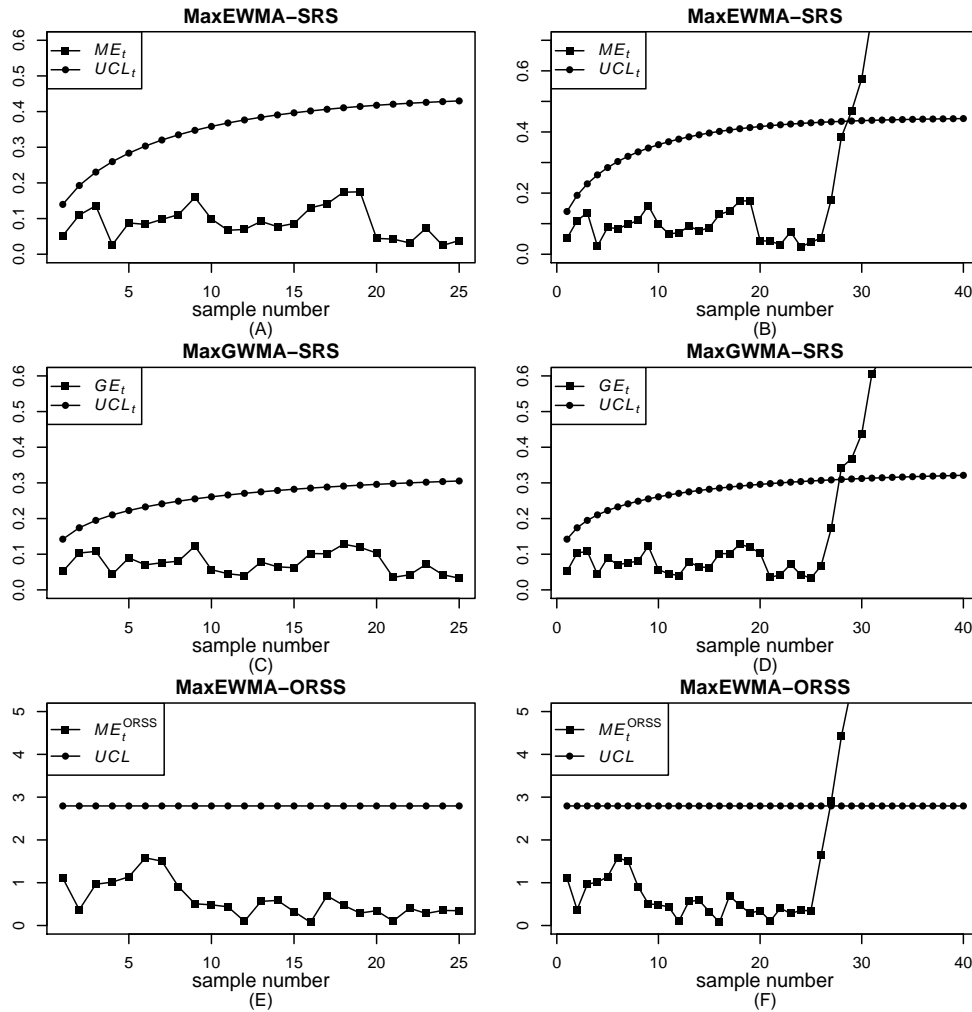 MaxEWMA−SRS
ME_t
UCL_t
0.0 0.1 0.2 0.3 0.4 0.5 0.6
5 10 15 20 25
sample number
(A)
MaxEWMA−SRS
ME_t
UCL_t
0.0 0.2 0.4 0.6
0 10 20 30 40
sample number
(B)
MaxGWMA−SRS
GE_t
UCL_t
0.0 0.1 0.2 0.3 0.4 0.5 0.6
5 10 15 20 25
sample number
(C)
MaxGWMA−SRS
GE_t
UCL_t
0.0 0.1 0.2 0.3 0.4 0.5 0.6
0 10 20 30 40
sample number
(D)
MaxEWMA−ORSS
ME_t^ORSS
UCL
0 1 2 3 4 5
5 10 15 20 25
sample number
(E)
MaxEWMA−ORSS
ME_t^ORSS
UCL
0 1 2 3 4 5
0 10 20 30 40
sample number
(F)